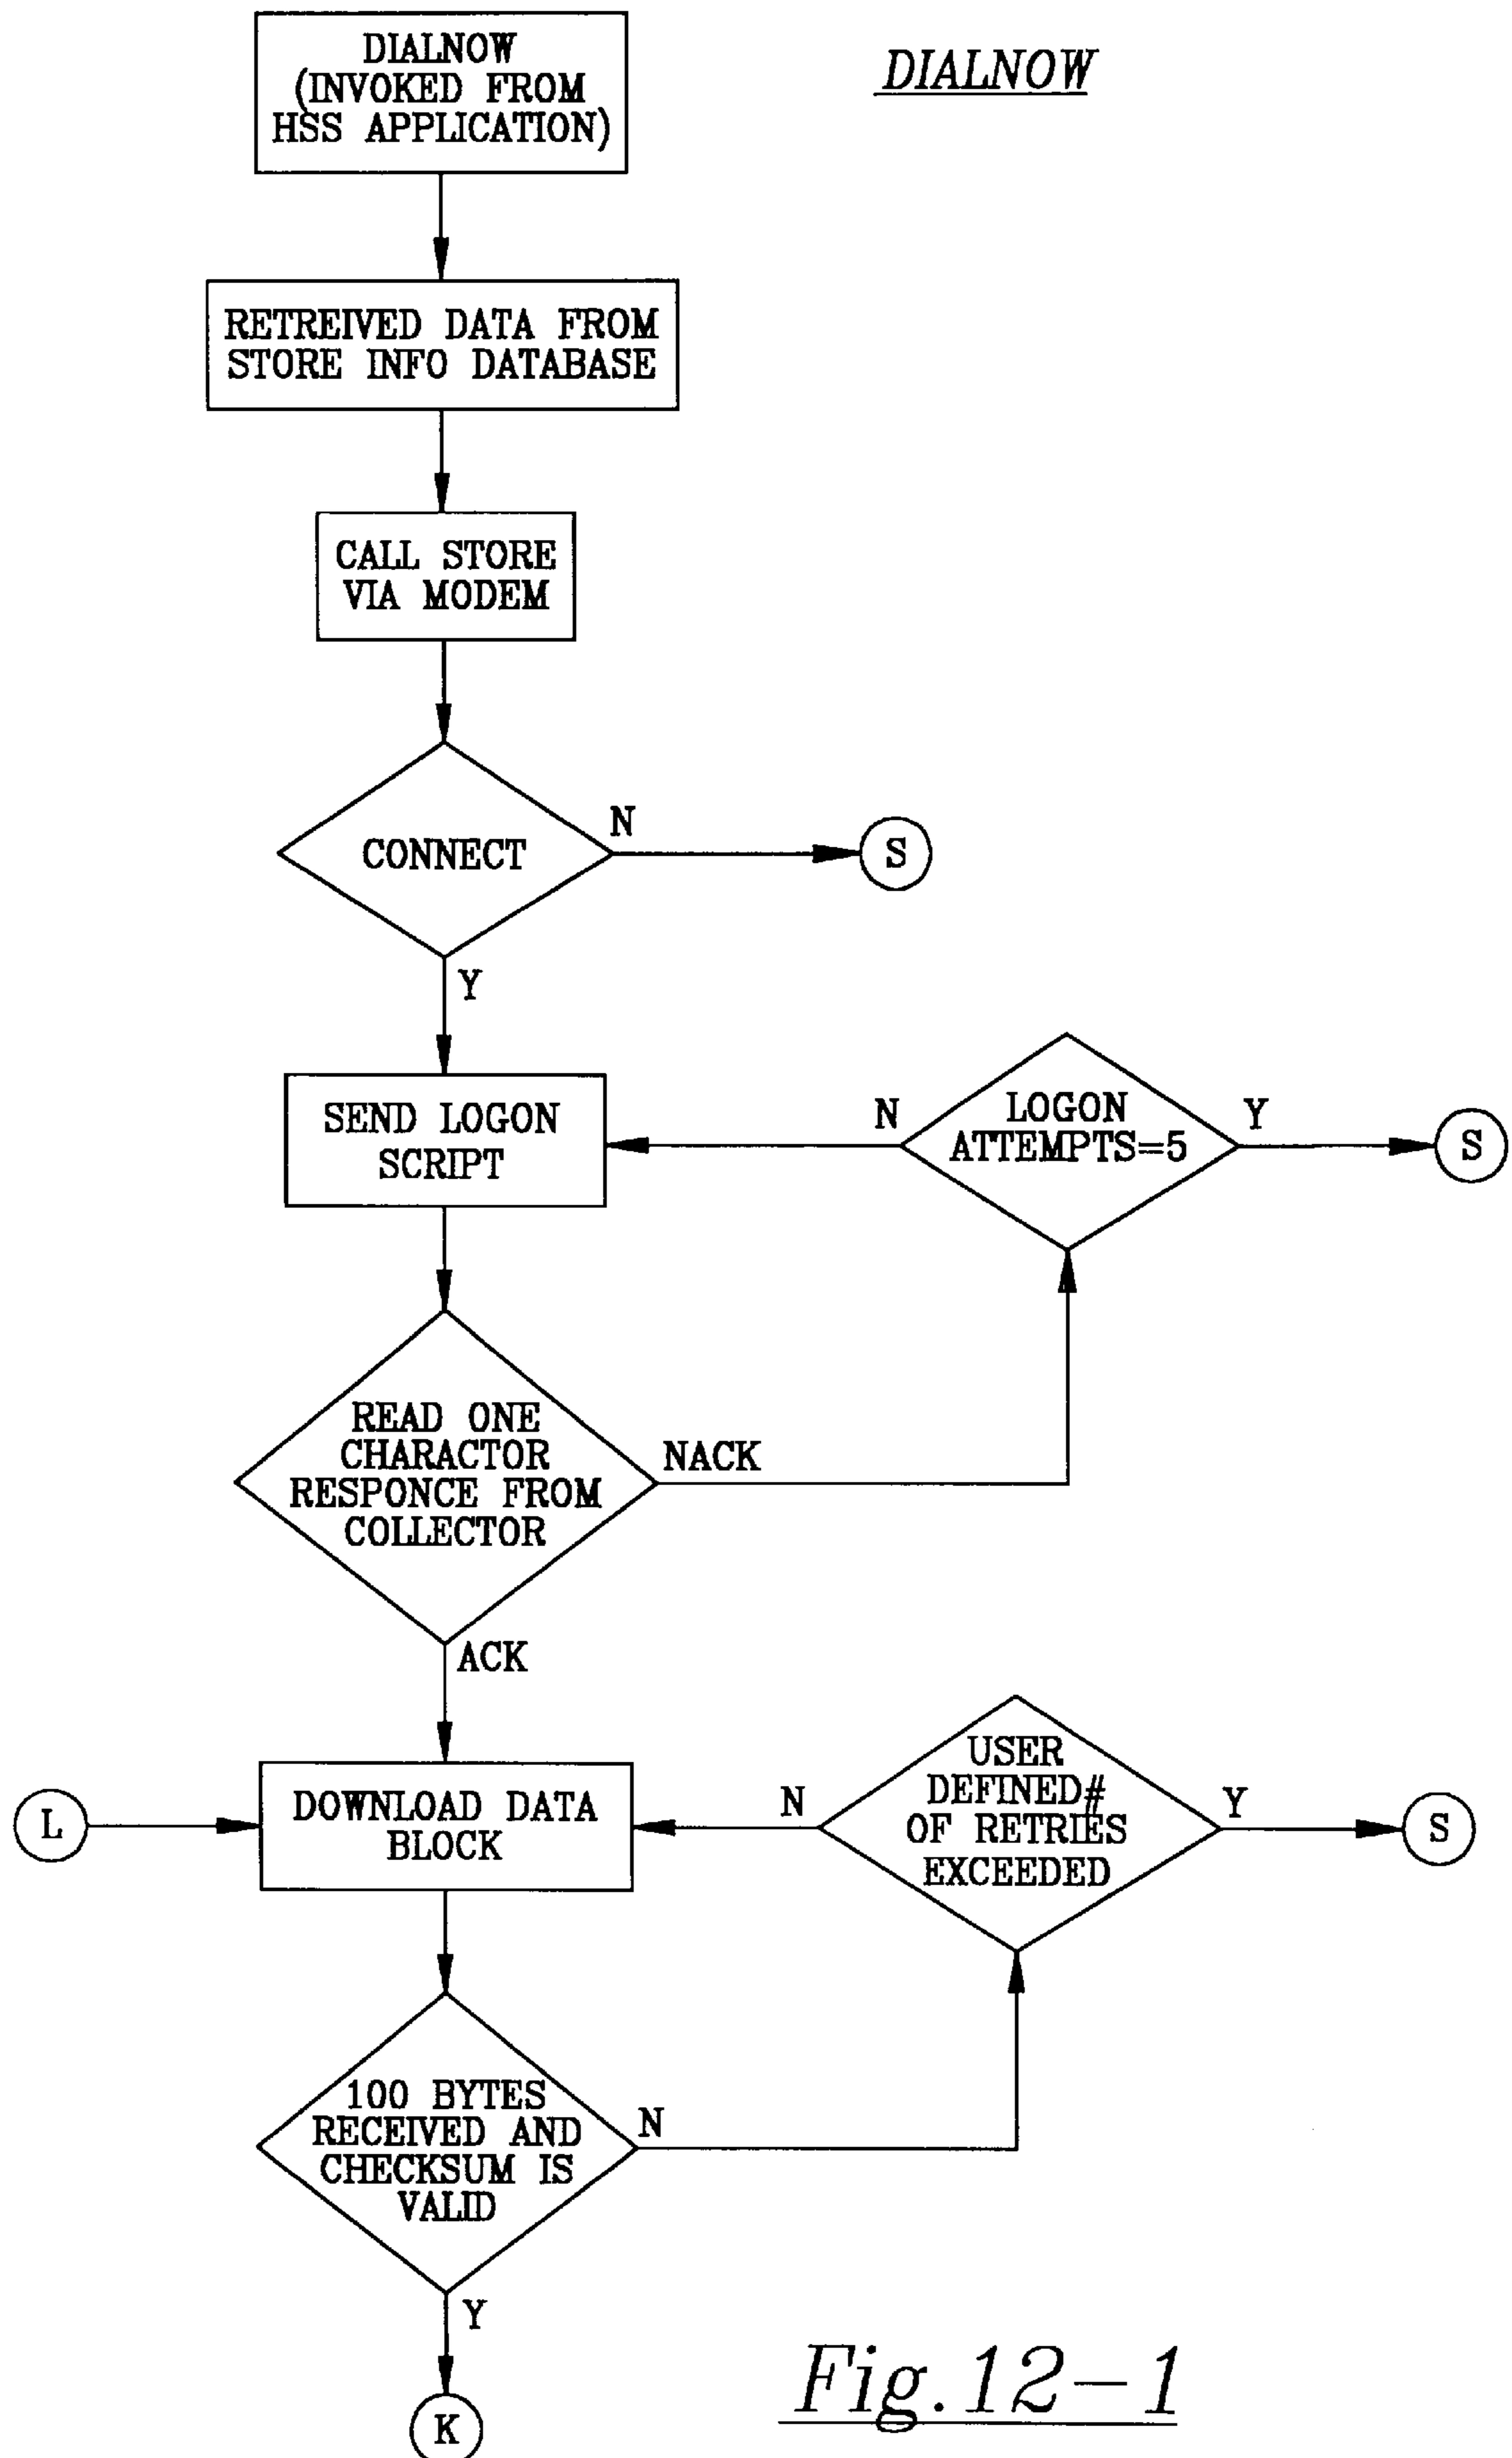 DIALNOW
(INVOKED FROM
HSS APPLICATION)
DIALNOW
RETREIVED DATA FROM
STORE INFO DATABASE
CALL STORE
VIA MODEM
CONNECT
N
S
Y
SEND LOGON
SCRIPT
N
LOGON
ATTEMPTS=5
Y
S
READ ONE
CHARACTOR
RESPONCE FROM
COLLECTOR
NACK
ACK
L
DOWNLOAD DATA
BLOCK
N
USER
DEFINED#
OF RETRIES
EXCEEDED
Y
S
100 BYTES
RECEIVED AND
CHECKSUM IS
VALID
N
Y
K
Fig.12-1